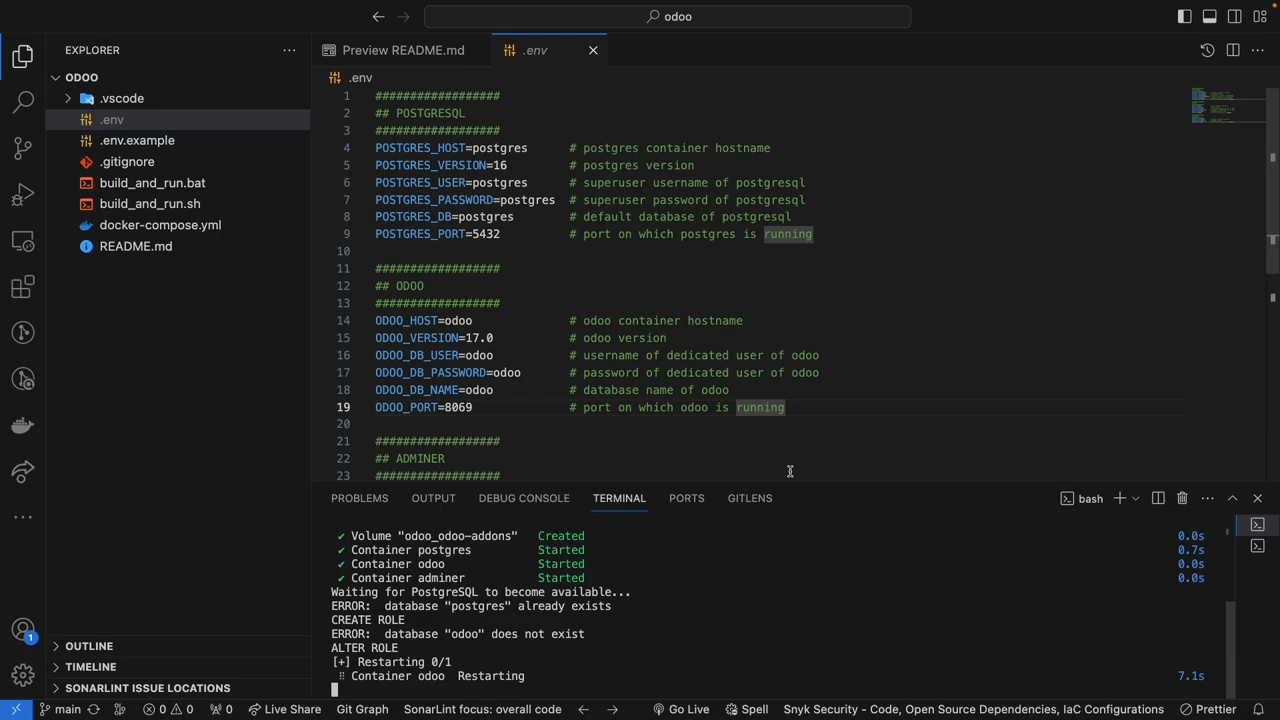 odoo
EXPLORER
ODOO
.vscode
.env
.env.example
.gitignore
build_and_run.bat
build_and_run.sh
docker-compose.yml
README.md
OUTLINE
TIMELINE
SONARLINT ISSUE LOCATIONS
Preview README.md
.env
.env
1 ##################
2 ## POSTGRESQL
3 ##################
4 POSTGRES_HOST=postgres # postgres container hostname
5 POSTGRES_VERSION=16 # postgres version
6 POSTGRES_USER=postgres # superuser username of postgresql
7 POSTGRES_PASSWORD=postgres # superuser password of postgresql
8 POSTGRES_DB=postgres # default database of postgresql
9 POSTGRES_PORT=5432 # port on which postgres is running
10
11 ##################
12 ## ODOO
13 ##################
14 ODOO_HOST=odoo # odoo container hostname
15 ODOO_VERSION=17.0 # odoo version
16 ODOO_DB_USER=odoo # username of dedicated user of odoo
17 ODOO_DB_PASSWORD=odoo # password of dedicated user of odoo
18 ODOO_DB_NAME=odoo # database name of odoo
19 ODOO_PORT=8069 # port on which odoo is running
20
21 ##################
22 ## ADMINER
23 ##################
PROBLEMS OUTPUT DEBUG CONSOLE TERMINAL PORTS GITLENS bash
✔ Volume "odoo_odoo-addons" Created 0.0s
✔ Container postgres Started 0.7s
✔ Container odoo Started 0.0s
✔ Container adminer Started 0.0s
Waiting for PostgreSQL to become available...
ERROR: database "postgres" already exists
CREATE ROLE
ERROR: database "odoo" does not exist
ALTER ROLE
[+] Restarting 0/1
Container odoo Restarting 7.1s
1
main 0 0 0 Live Share Git Graph SonarLint focus: overall code Go Live Spell Snyk Security - Code, Open Source Dependencies, IaC Configurations Prettier